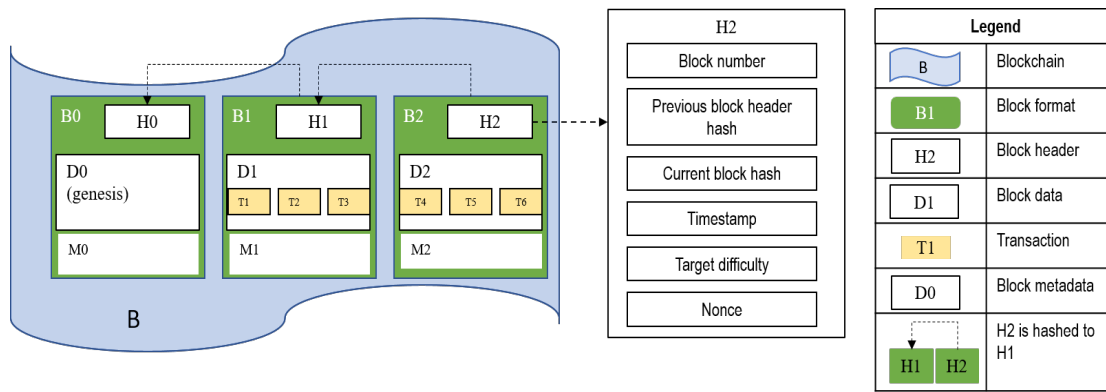 B0
H0
D0
(genesis)
M0
B1
H1
D1
T1
T2
T3
M1
B2
H2
D2
T4
T5
T6
M2
B
H2
Block number
Previous block header
hash
Current block hash
Timestamp
Target difficulty
Nonce
Legend
B
Blockchain
B1
Block format
H2
Block header
D1
Block data
T1
Transaction
D0
Block metadata
H1
H2
H2 is hashed to
H1